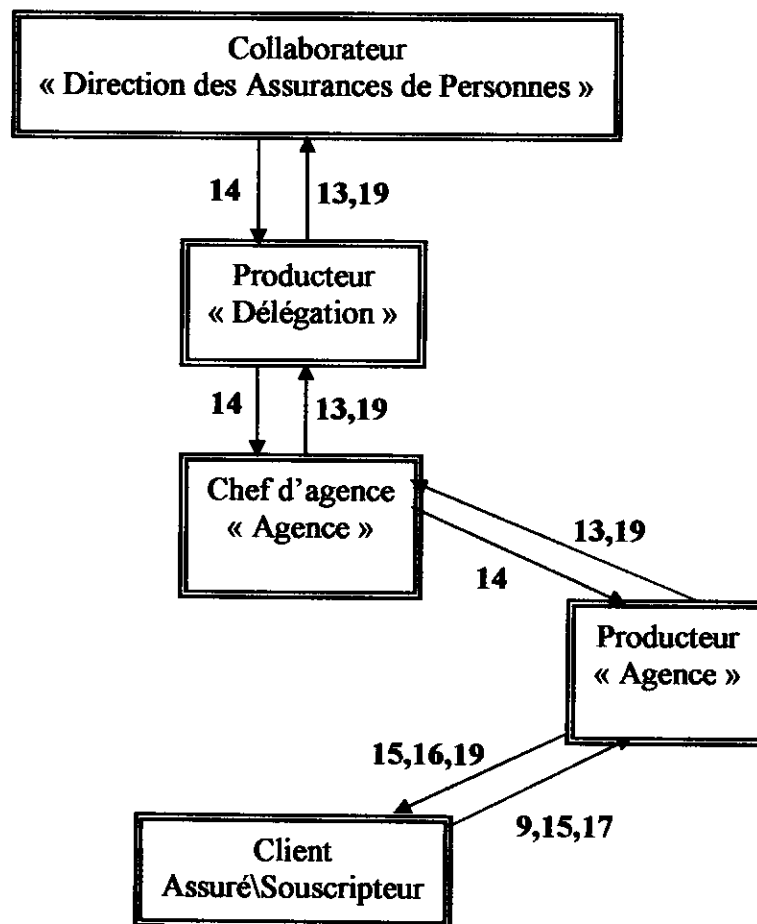 Collaborateur
« Direction des Assurances de Personnes »
14
13,19
Producteur
« Délégation »
14
13,19
Chef d'agence
« Agence »
13,19
14
Producteur
« Agence »
15,16,19
9,15,17
Client
Assuré\Souscripteur